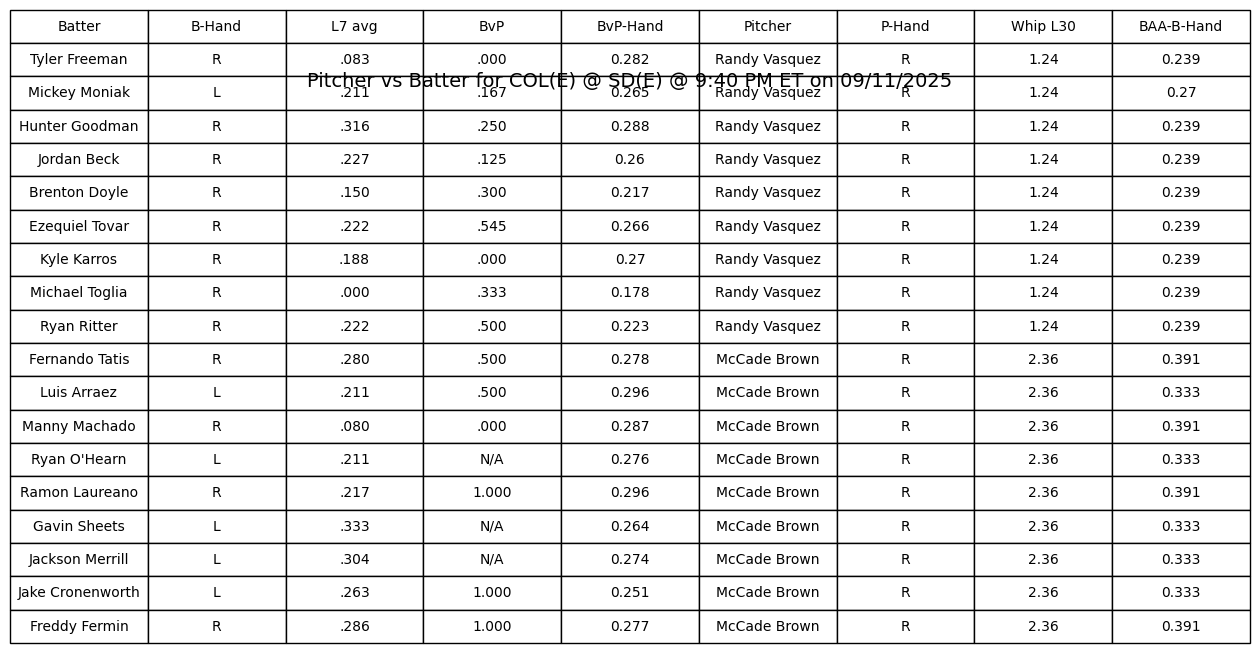 Batter B-Hand L7 avg BvP BvP-Hand Pitcher P-Hand Whip L30 BAA-B-Hand
Tyler Freeman R .083 .000 0.282 Randy Vasquez R 1.24 0.239
Pitcher vs Batter for COL(E) @ SD(E) @ 9:40 PM ET on 09/11/2025
Mickey Moniak L .211 .167 0.265 Randy Vasquez R 1.24 0.27
Hunter Goodman R .316 .250 0.288 Randy Vasquez R 1.24 0.239
Jordan Beck R .227 .125 0.26 Randy Vasquez R 1.24 0.239
Brenton Doyle R .150 .300 0.217 Randy Vasquez R 1.24 0.239
Ezequiel Tovar R .222 .545 0.266 Randy Vasquez R 1.24 0.239
Kyle Karros R .188 .000 0.27 Randy Vasquez R 1.24 0.239
Michael Toglia R .000 .333 0.178 Randy Vasquez R 1.24 0.239
Ryan Ritter R .222 .500 0.223 Randy Vasquez R 1.24 0.239
Fernando Tatis R .280 .500 0.278 McCade Brown R 2.36 0.391
Luis Arraez L .211 .500 0.296 McCade Brown R 2.36 0.333
Manny Machado R .080 .000 0.287 McCade Brown R 2.36 0.391
Ryan O'Hearn L .211 N/A 0.276 McCade Brown R 2.36 0.333
Ramon Laureano R .217 1.000 0.296 McCade Brown R 2.36 0.391
Gavin Sheets L .333 N/A 0.264 McCade Brown R 2.36 0.333
Jackson Merrill L .304 N/A 0.274 McCade Brown R 2.36 0.333
Jake Cronenworth L .263 1.000 0.251 McCade Brown R 2.36 0.333
Freddy Fermin R .286 1.000 0.277 McCade Brown R 2.36 0.391